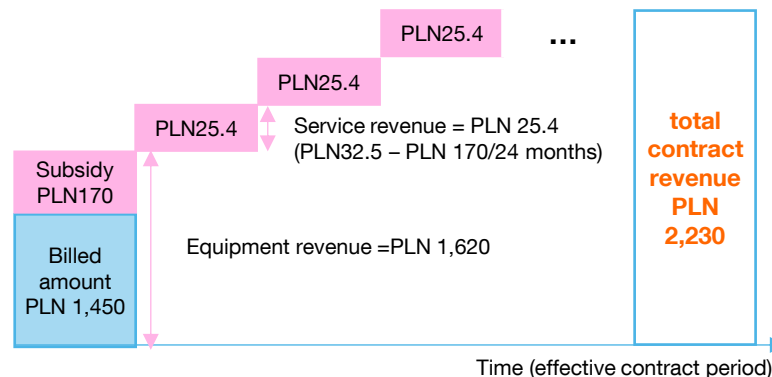 PLN25.4
...
PLN25.4
PLN25.4
Service revenue = PLN 25.4
(PLN32.5 – PLN 170/24 months)
total
contract
revenue
PLN
2,230
Subsidy
PLN170
Equipment revenue =PLN 1,620
Billed
amount
PLN 1,450
Time (effective contract period)